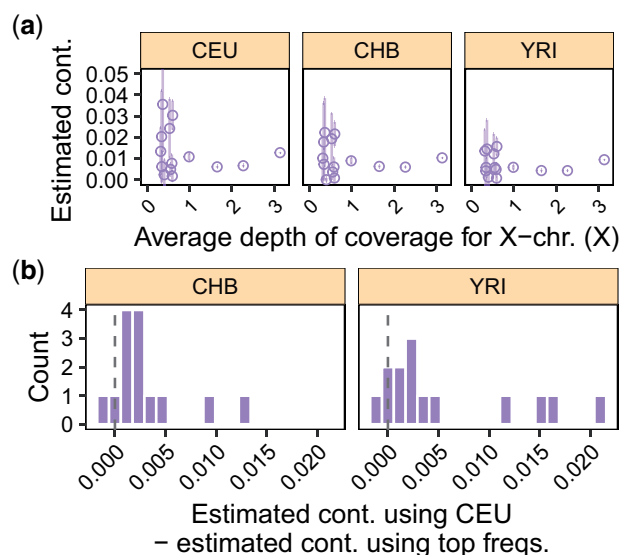 (a)
CEU CHB YRI
Estimated cont.
0.05
0.04
0.03
0.02
0.01
0.00
0 1 2 3 0 1 2 3 0 1 2 3
Average depth of coverage for X−chr. (X)
(b)
CHB YRI
Count
4
3
2
1
0
0.000 0.005 0.010 0.015 0.020 0.000 0.005 0.010 0.015 0.020
Estimated cont. using CEU
− estimated cont. using top freqs.